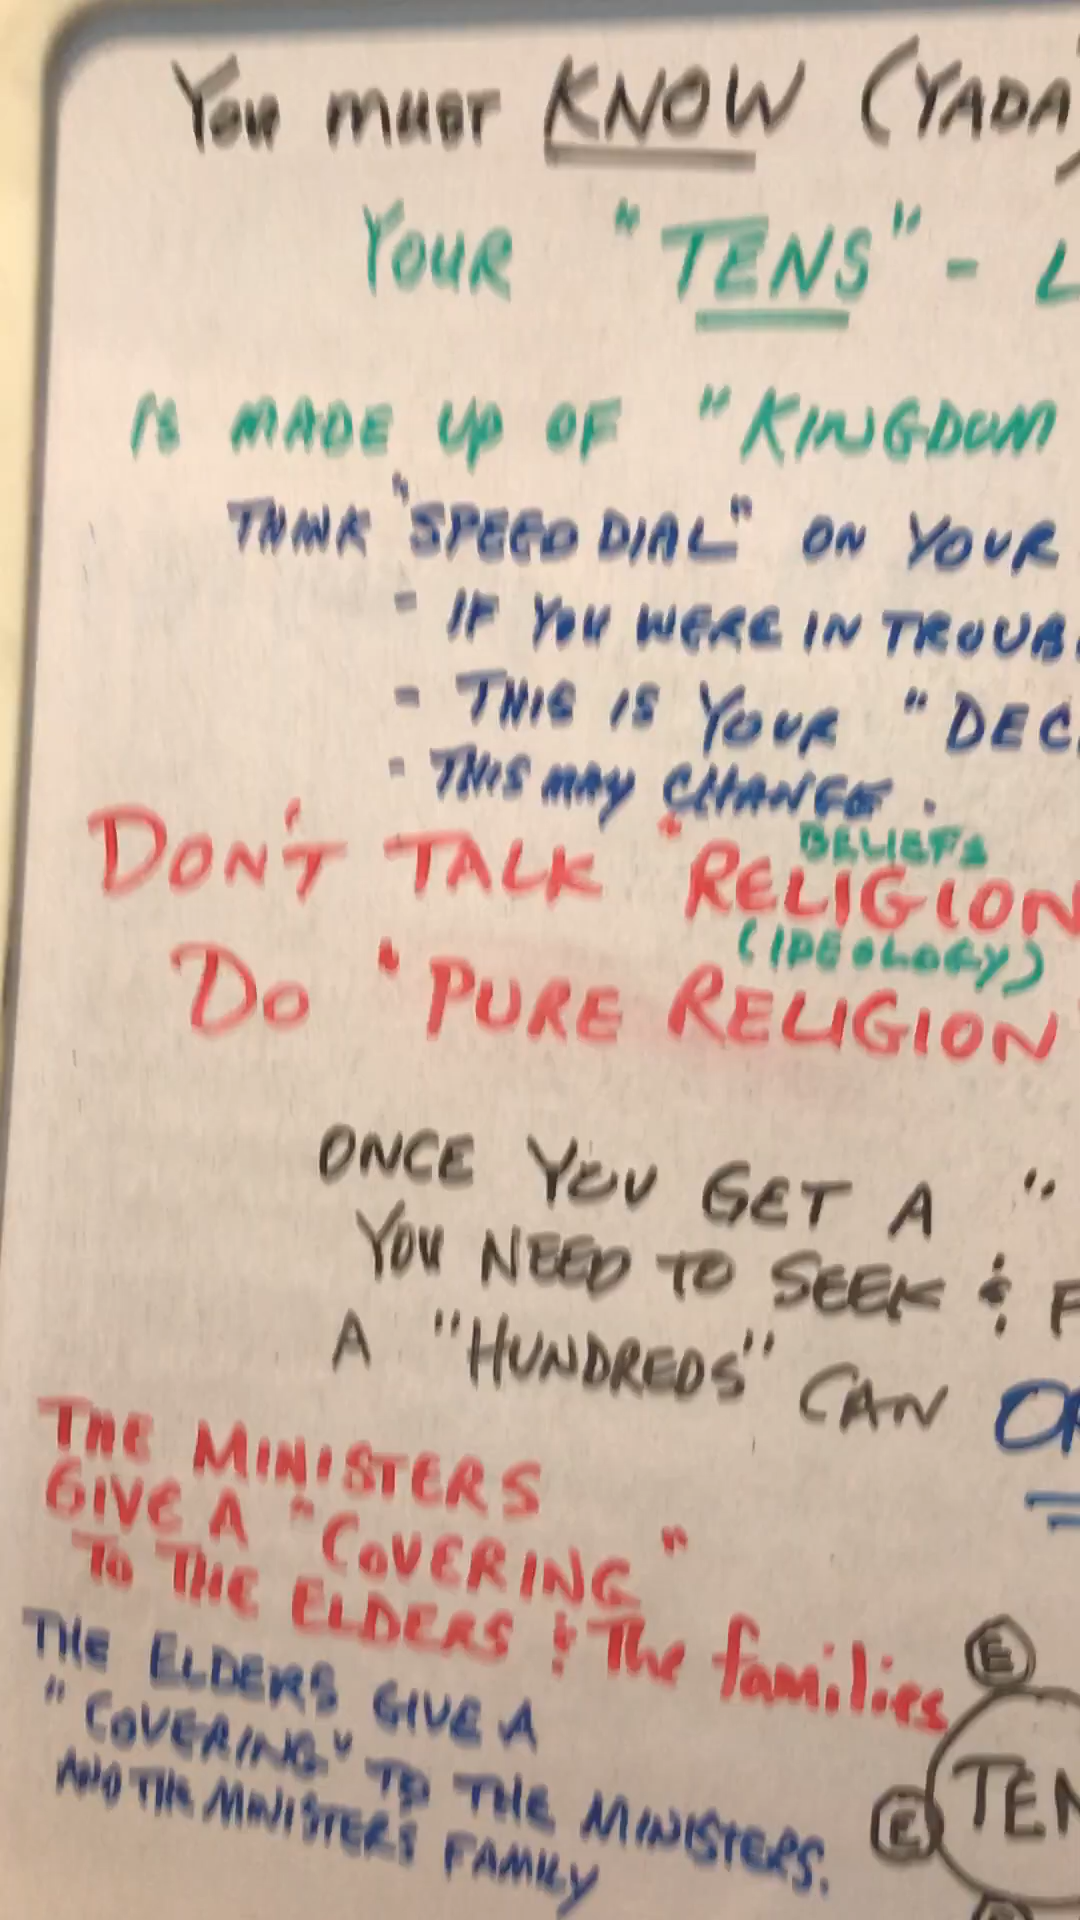 You must KNOW (YADA)
YOUR "TENS" - L
IS MADE UP OF "KINGDOM
THINK "SPEED DIAL" ON YOUR
- IF YOU WERE IN TROUB
- THIS IS YOUR "DEC
- THIS MAY CHANGE.
BELIEFS
DON'T TALK "RELIGION
(IDEOLOGY)
DO "PURE RELIGION
ONCE YOU GET A "
YOU NEED TO SEEK & F
A "HUNDREDS" CAN
THE MINISTERS
GIVE A "COVERING"
TO THE ELDERS & The families
THE ELDERS GIVE A
"COVERING" TO THE MINISTERS.
AND THE MINISTERS FAMILY
E
E TEN